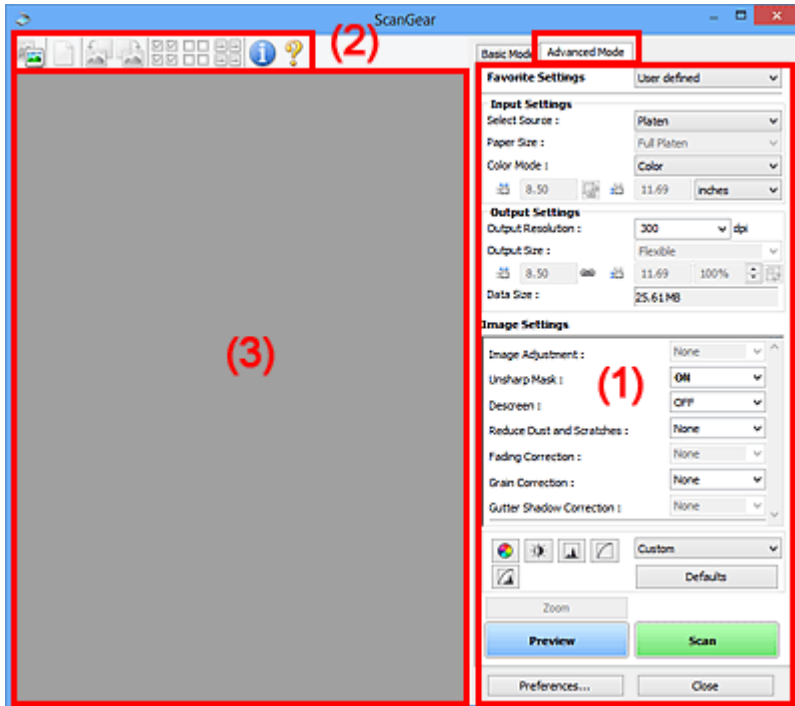 ScanGear
(2)
Basic Mode Advanced Mode
Favorite Settings User defined
Input Settings
Select Source : Platen
Paper Size : Full Platen
Color Mode : Color
8.50 11.69 inches
Output Settings
Output Resolution : 300 dpi
Output Size : Flexible
8.50 11.69 100%
Data Size : 25.61 MB
Image Settings
(3)
(1)
Image Adjustment : None
Unsharp Mask : ON
Descreen : OFF
Reduce Dust and Scratches : None
Fading Correction : None
Grain Correction : None
Gutter Shadow Correction : None
Custom
Defaults
Zoom
Preview Scan
Preferences... Close